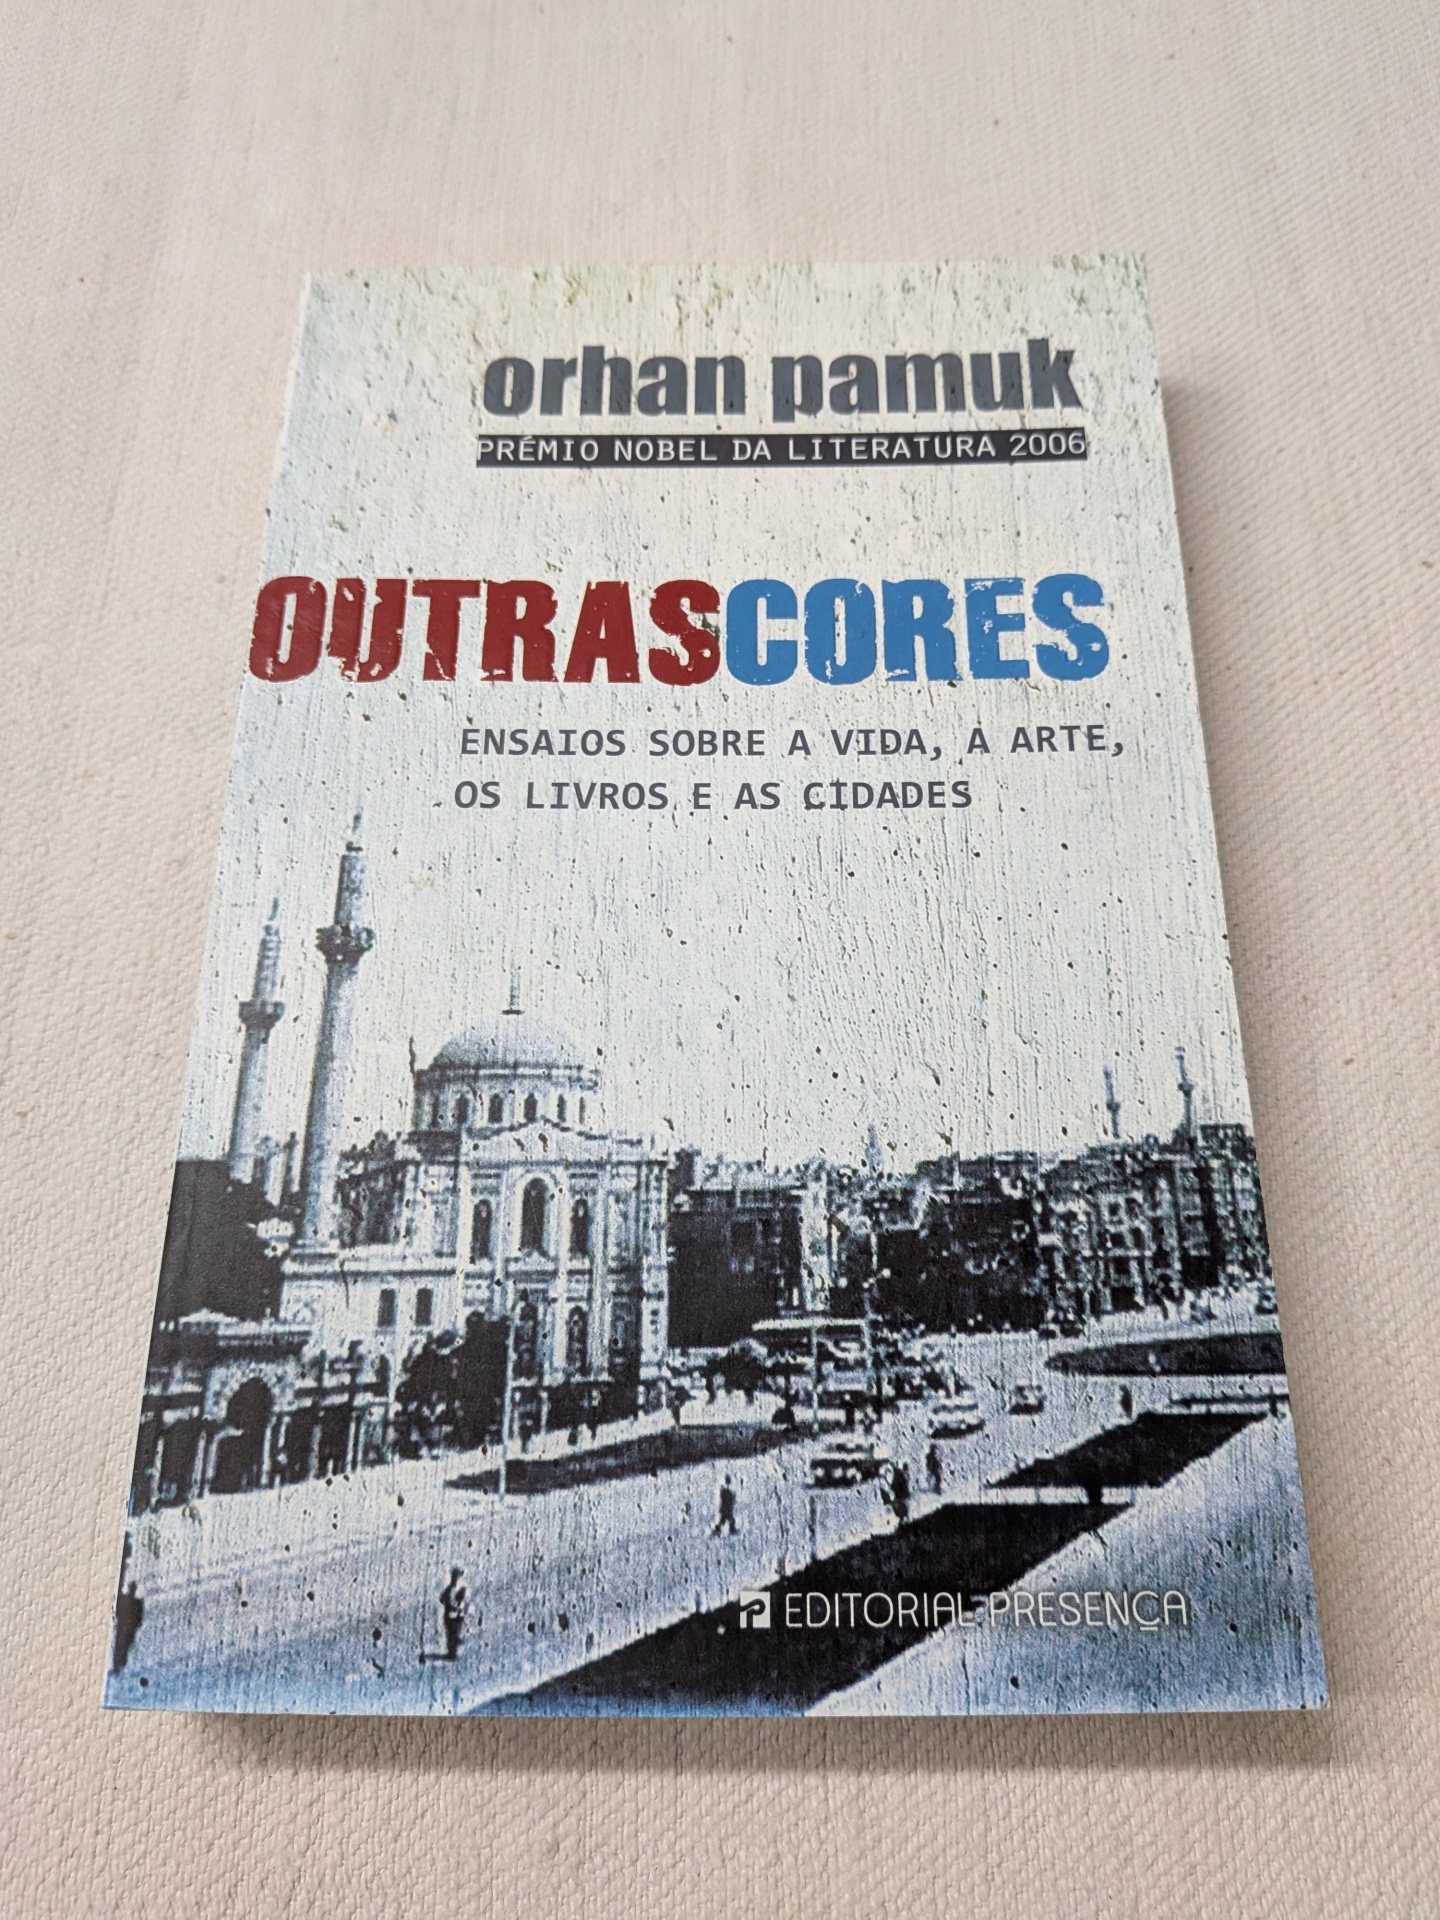 orhan pamuk
PRÉMIO NOBEL DA LITERATURA 2006
OUTRASCORES
ENSAIOS SOBRE A VIDA, A ARTE,
OS LIVROS E AS CIDADES
EDITORIAL PRESENÇA